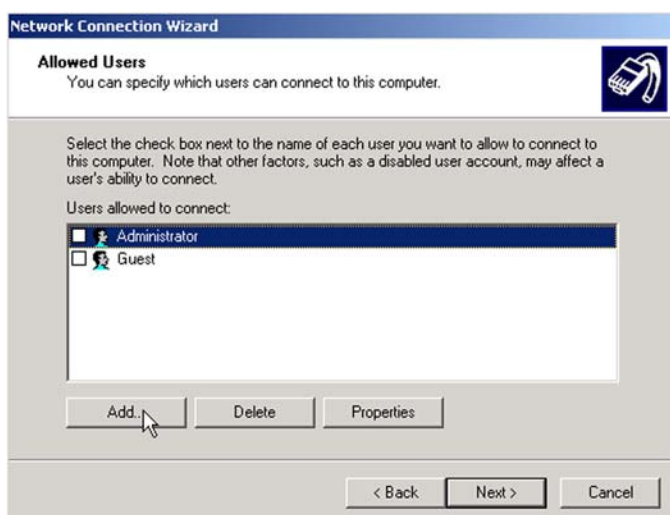 Network Connection Wizard
Allowed Users
You can specify which users can connect to this computer.
Select the check box next to the name of each user you want to allow to connect to
this computer. Note that other factors, such as a disabled user account, may affect a
user's ability to connect.
Users allowed to connect:
Administrator
Guest
Add...
Delete
Properties
< Back
Next >
Cancel